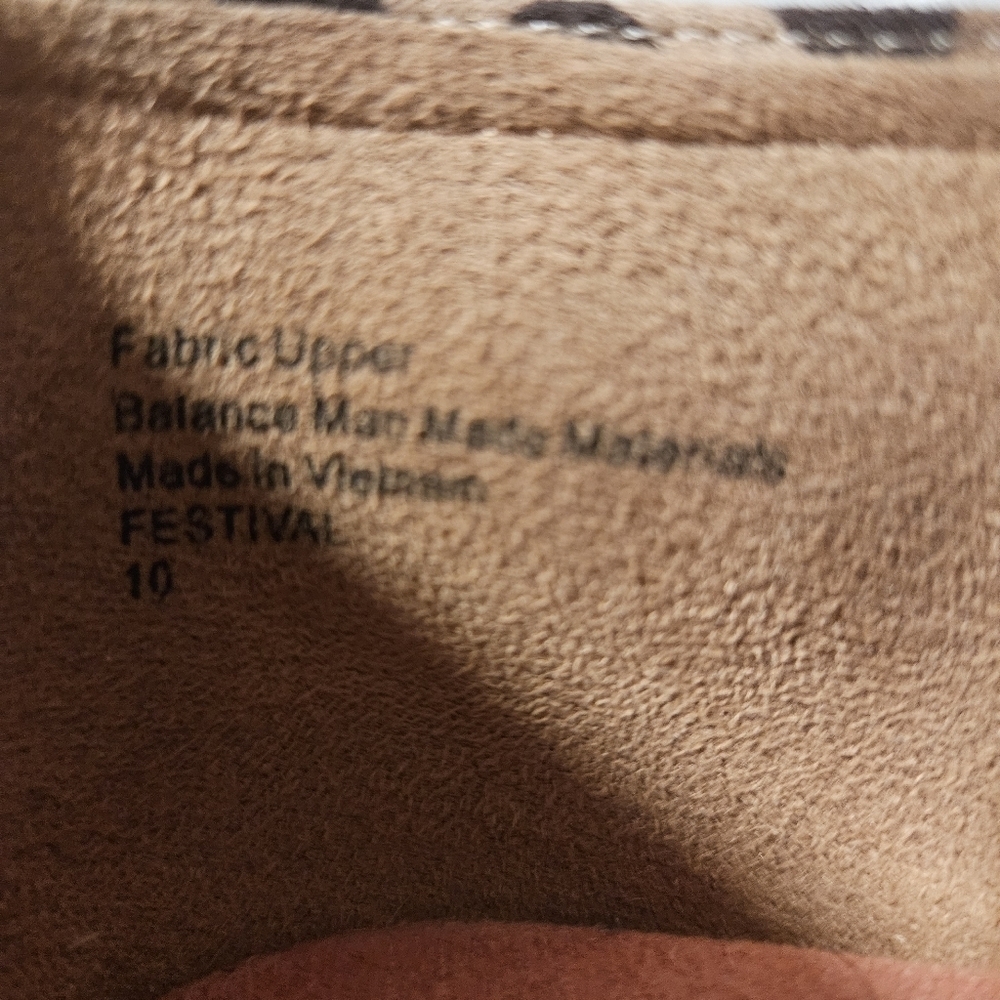 Fabric Upper
Balance Man Made Materials
Made in Vietnam
FESTIVAL
10